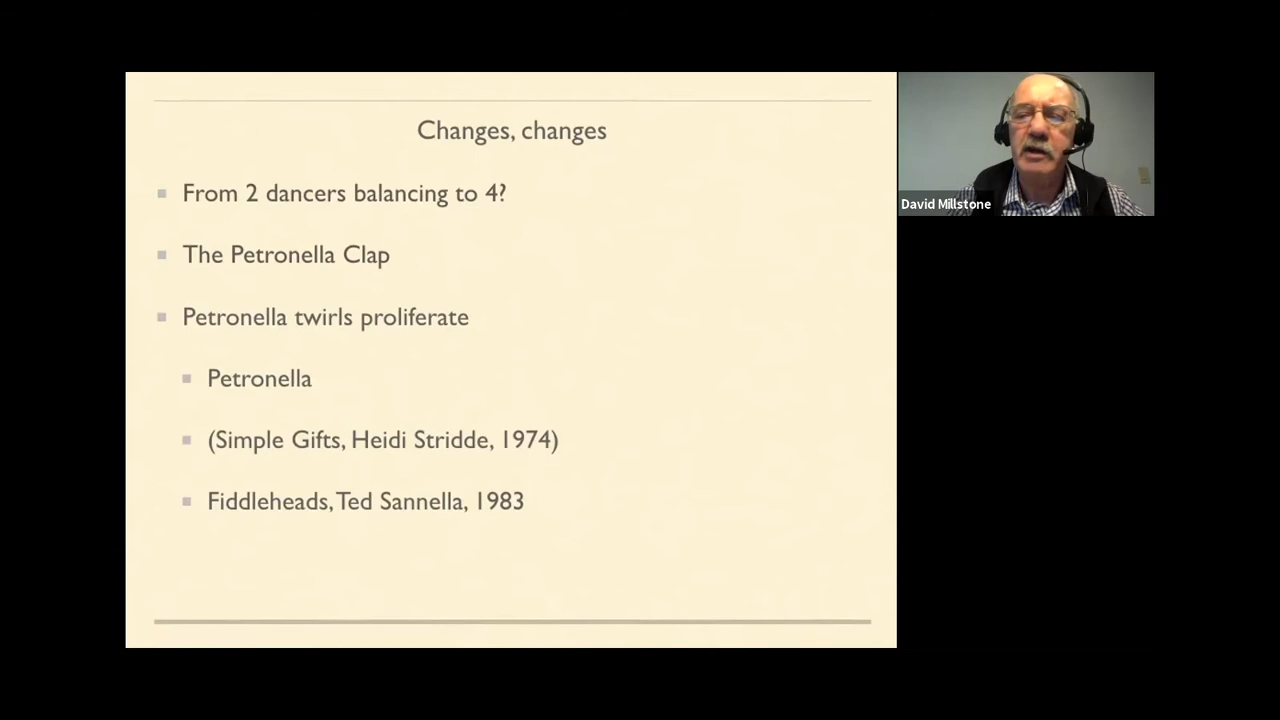 Changes, changes
From 2 dancers balancing to 4?
The Petronella Clap
Petronella twirls proliferate
Petronella
(Simple Gifts, Heidi Stridde, 1974)
Fiddleheads, Ted Sannella, 1983
David Millstone